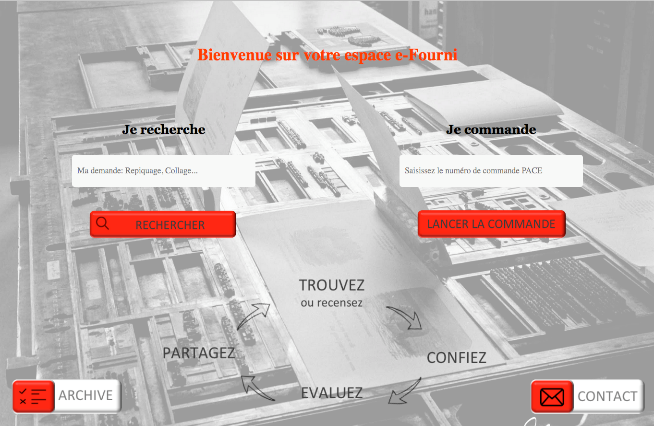 Bienvenue sur votre espace e-Fourni
Je recherche
Je commande
Ma demande: Repiquage, Collage...
Saisissez le numéro de commande PACE
RECHERCHER
LANCER LA COMMANDE
TROUVEZ
ou recensez
PARTAGEZ
CONFIEZ
EVALUEZ
ARCHIVE
CONTACT